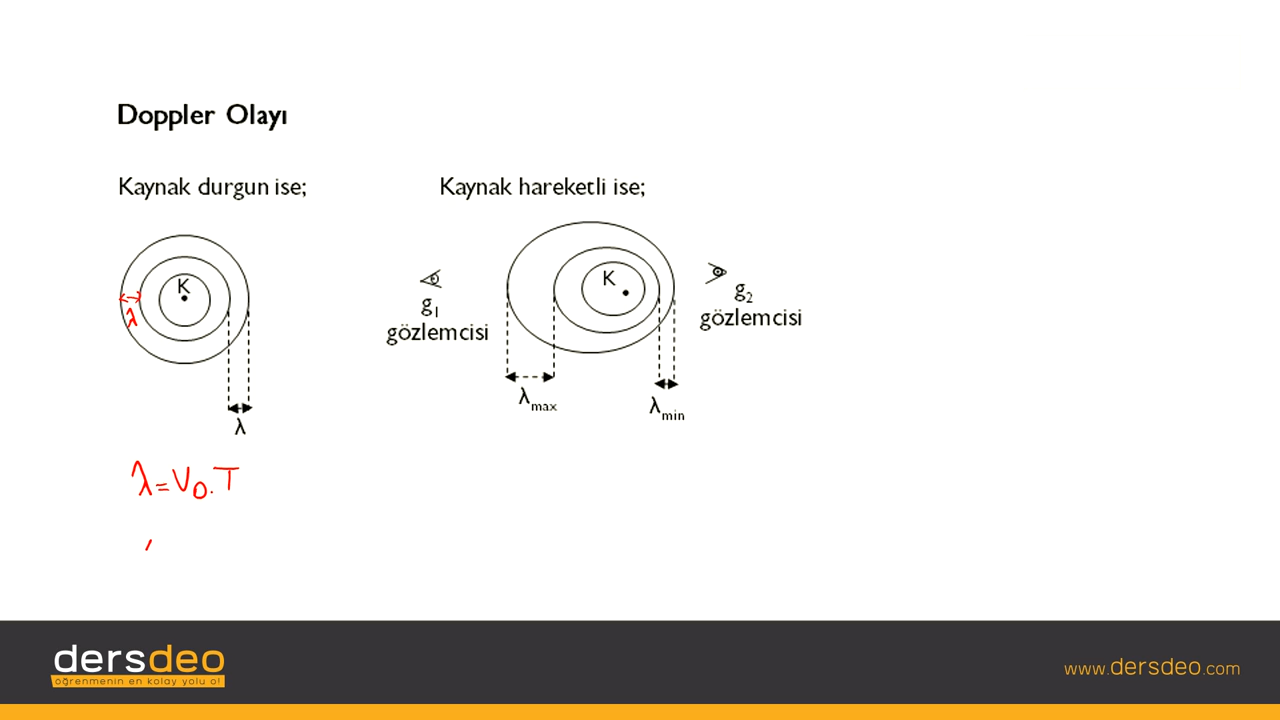 Doppler Olayı
Kaynak durgun ise;
K
λ
λ
λ=V_D.T
Kaynak hareketli ise;
g₁
gözlemcisi
K
g₂
gözlemcisi
λmax
λmin
dersdeo
öğrenmenin en kolay yolu o!
www.dersdeo.com